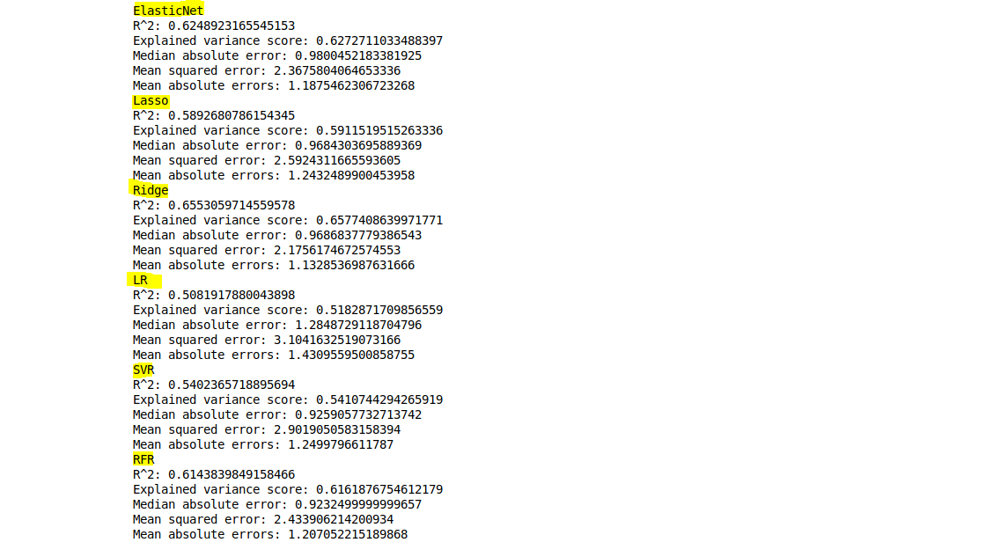 ElasticNet
R^2: 0.6248923165545153
Explained variance score: 0.6272711033488397
Median absolute error: 0.9800452183381925
Mean squared error: 2.3675804064653336
Mean absolute errors: 1.1875462306723268
Lasso
R^2: 0.5892680786154345
Explained variance score: 0.5911519515263336
Median absolute error: 0.9684303695889369
Mean squared error: 2.5924311665593605
Mean absolute errors: 1.2432489900453958
Ridge
R^2: 0.6553059714559578
Explained variance score: 0.6577408639971771
Median absolute error: 0.9686837779386543
Mean squared error: 2.1756174672574553
Mean absolute errors: 1.1328536987631666
LR
R^2: 0.5081917880043898
Explained variance score: 0.5182871709856559
Median absolute error: 1.2848729118704796
Mean squared error: 3.1041632519073166
Mean absolute errors: 1.4309559500858755
SVR
R^2: 0.5402365718895694
Explained variance score: 0.5410744294265919
Median absolute error: 0.9259057732713742
Mean squared error: 2.9019050583158394
Mean absolute errors: 1.2499796611787
RFR
R^2: 0.6143839849158466
Explained variance score: 0.6161876754612179
Median absolute error: 0.9232499999999657
Mean squared error: 2.433906214200934
Mean absolute errors: 1.207052215189868